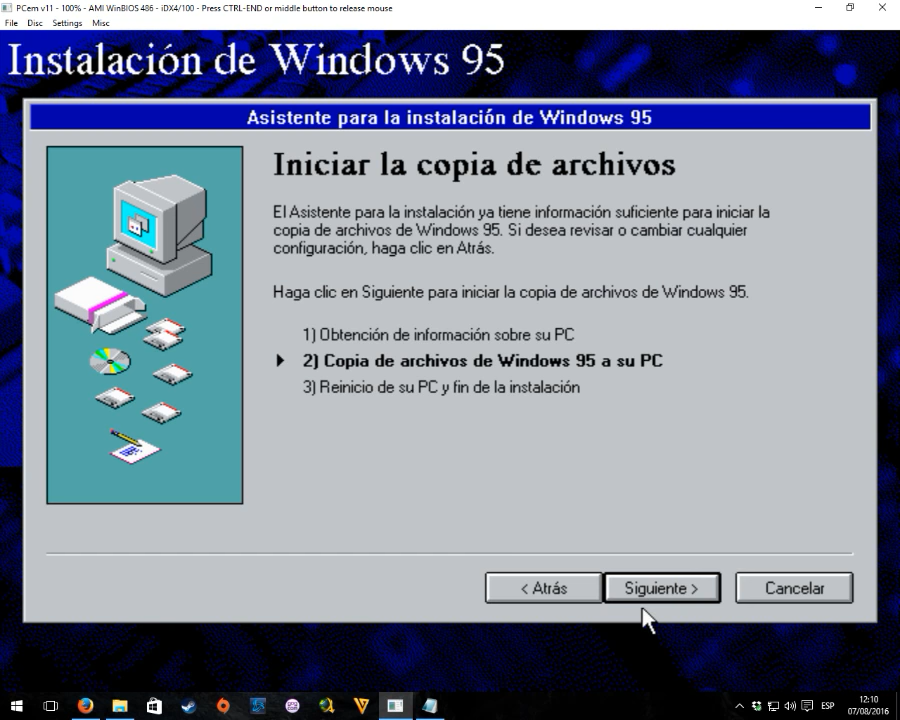 PCem v11 - 100% - AMI WinBIOS 486 - iDX4/100 - Press CTRL-END or middle button to release mouse
File Disc Settings Misc
Instalación de Windows 95
Asistente para la instalación de Windows 95
Iniciar la copia de archivos
El Asistente para la instalación ya tiene información suficiente para iniciar la
copia de archivos de Windows 95. Si desea revisar o cambiar cualquier
configuración, haga clic en Atrás.
Haga clic en Siguiente para iniciar la copia de archivos de Windows 95.
1) Obtención de información sobre su PC
2) Copia de archivos de Windows 95 a su PC
3) Reinicio de su PC y fin de la instalación
< Atrás
Siguiente >
Cancelar
ESP
12:10
07/08/2016